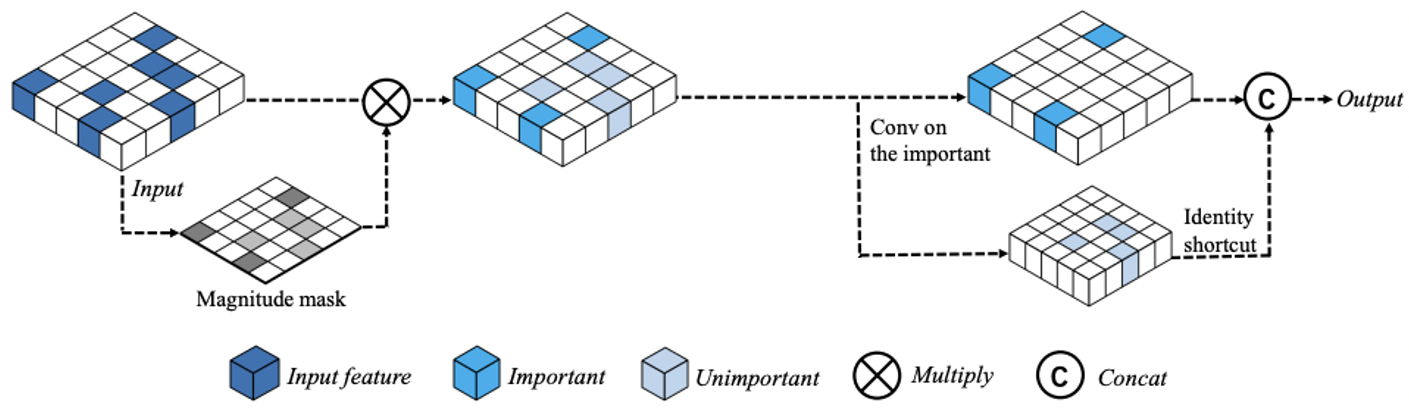 Input
Magnitude mask
Conv on
the important
Identity
shortcut
C
Output
Input feature
Important
Unimportant
Multiply
C
Concat